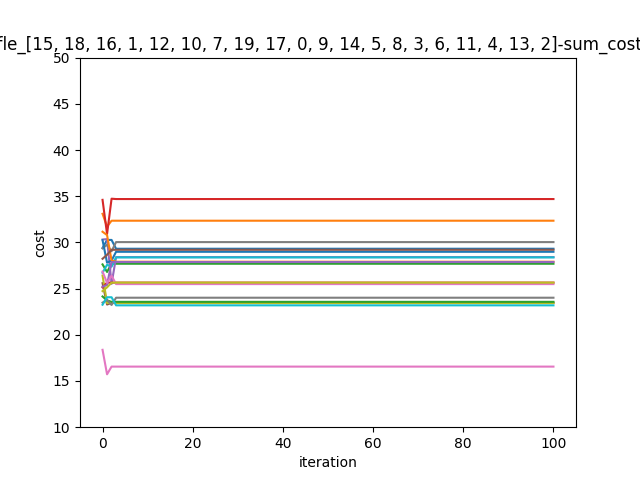 fle_[15, 18, 16, 1, 12, 10, 7, 19, 17, 0, 9, 14, 5, 8, 3, 6, 11, 4, 13, 2]-sum_cost
50
45
40
35
30
25
20
15
10
cost
0 20 40 60 80 100
iteration